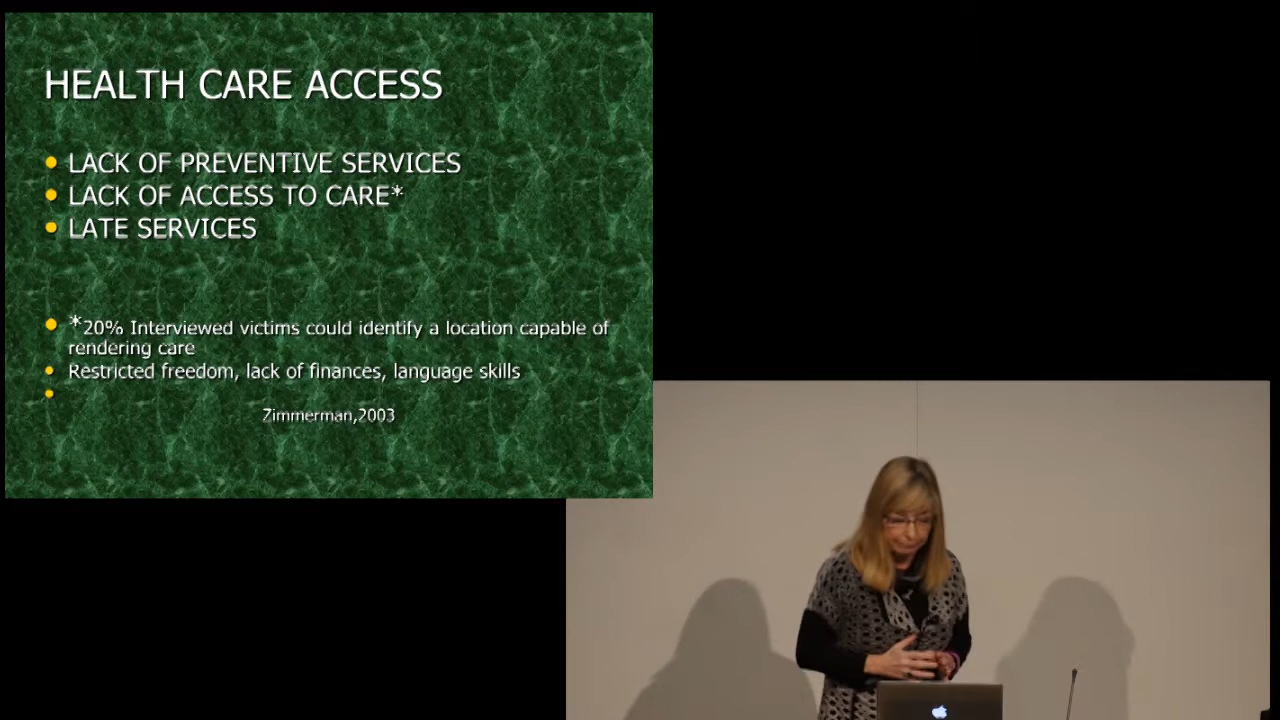 HEALTH CARE ACCESS
LACK OF PREVENTIVE SERVICES
LACK OF ACCESS TO CARE*
LATE SERVICES
*20% Interviewed victims could identify a location capable of
rendering care
Restricted freedom, lack of finances, language skills
Zimmerman,2003